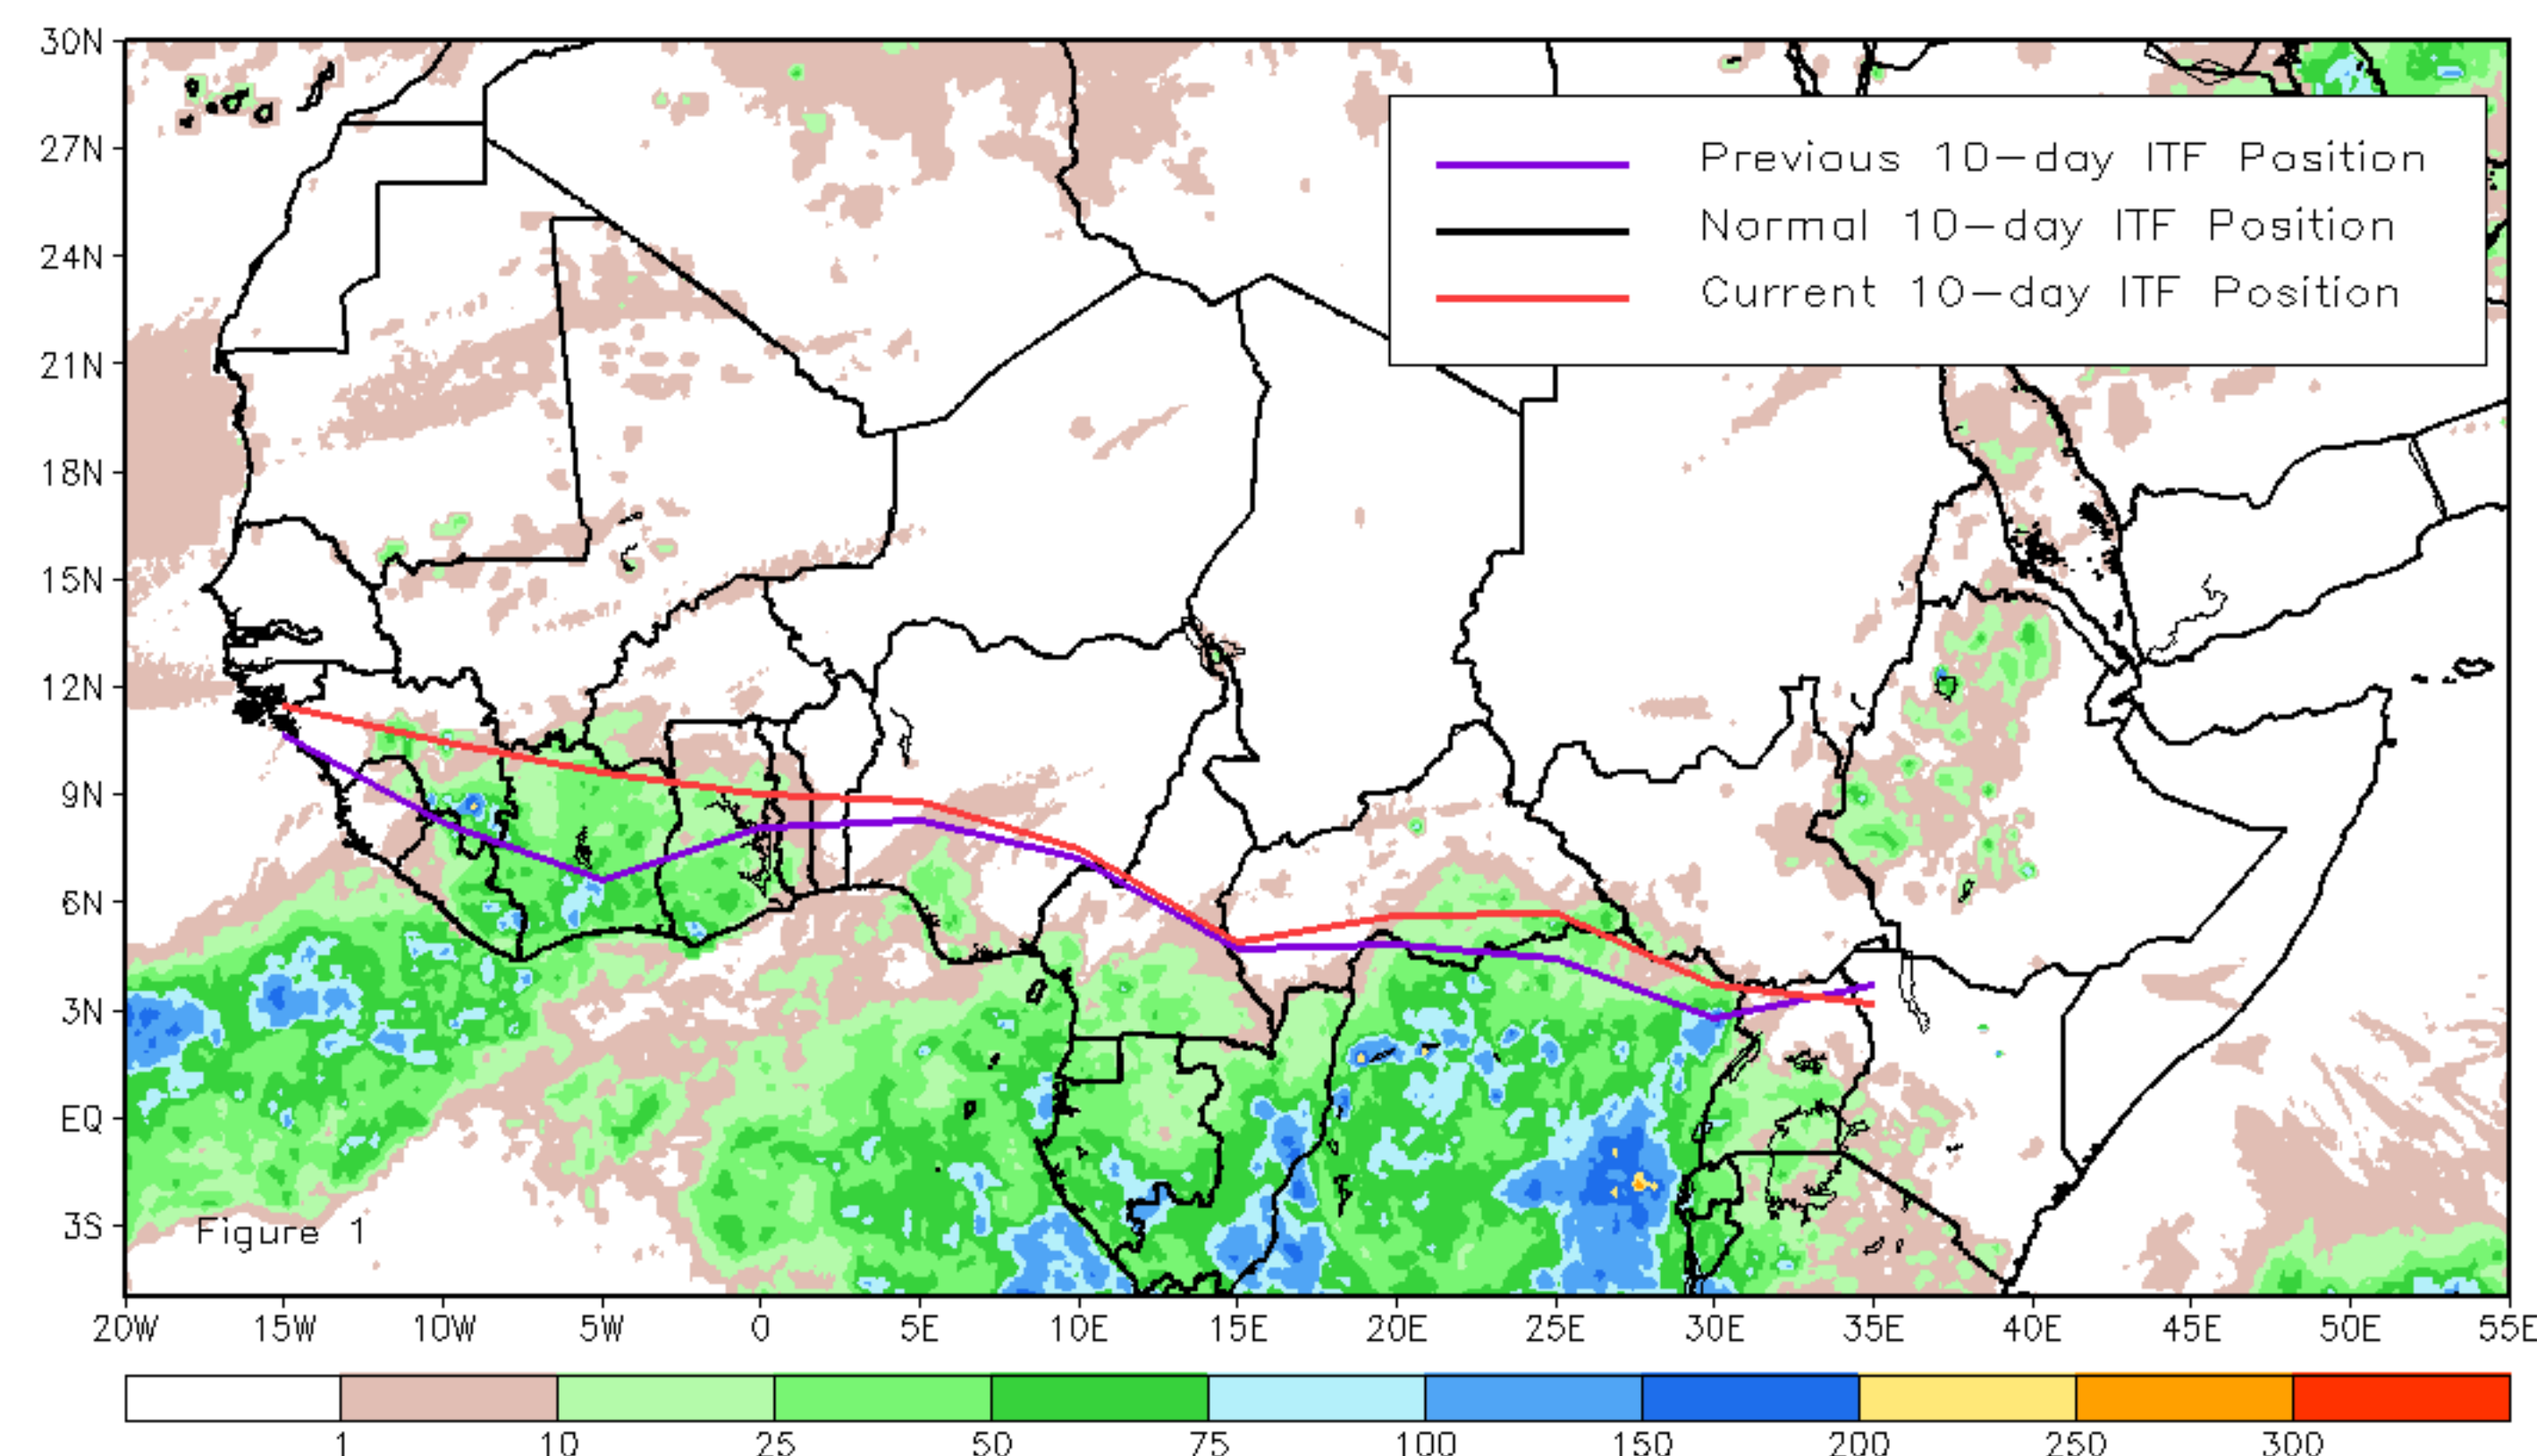 30N
27N
24N
21N
18N
15N
12N
9N
6N
3N
EQ
3S
Previous 10-day ITF Position
Normal 10-day ITF Position
Current 10-day ITF Position
Figure 1
20W 15W 10W 5W 0 5E 10E 15E 20E 25E 30E 35E 40E 45E 50E 55E
1 10 25 50 75 100 150 200 250 300